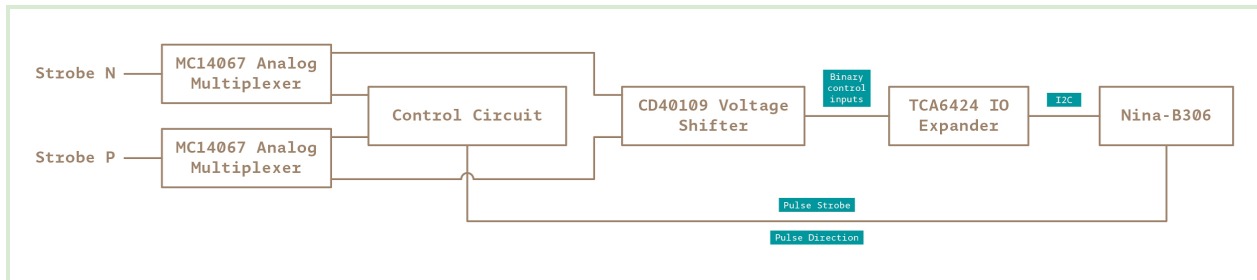 Strobe N
MC14067 Analog
Multiplexer
Control Circuit
Strobe P
MC14067 Analog
Multiplexer
CD40109 Voltage
Shifter
Binary
control
inputs
TCA6424 IO
Expander
I2C
Nina-B306
Pulse Strobe
Pulse Direction